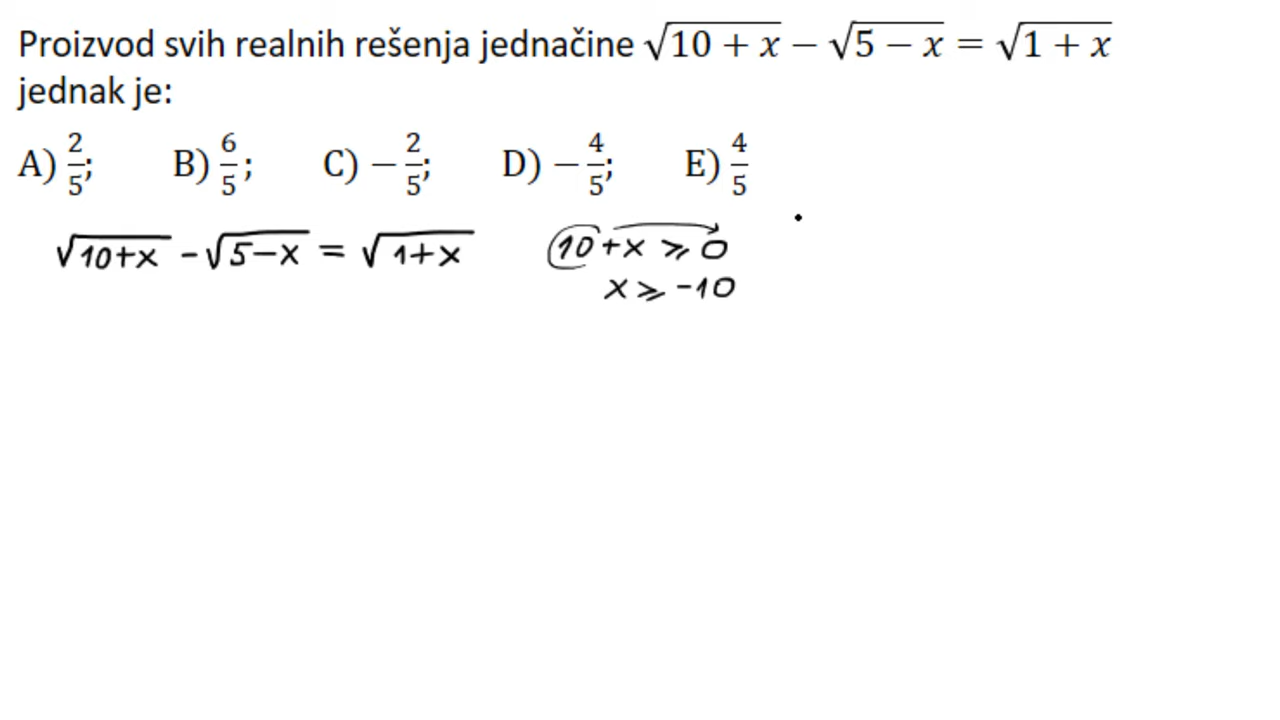 Proizvod svih realnih rešenja jednačine √10 + x − √5 − x = √1 + x
jednak je:
A) 2/5; B) 6/5; C) − 2/5; D) − 4/5; E) 4/5
√10+x - √5-x = √1+x 10+x ⩾ 0
x ⩾ -10